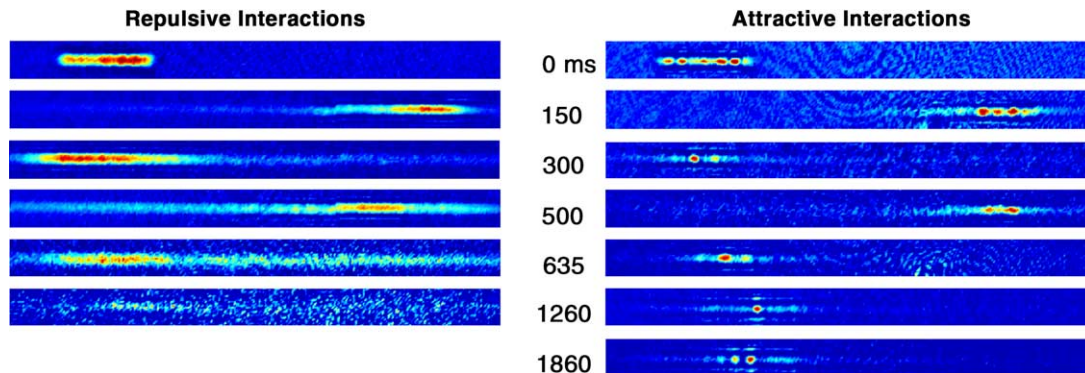 Repulsive Interactions
Attractive Interactions
0 ms
150
300
500
635
1260
1860